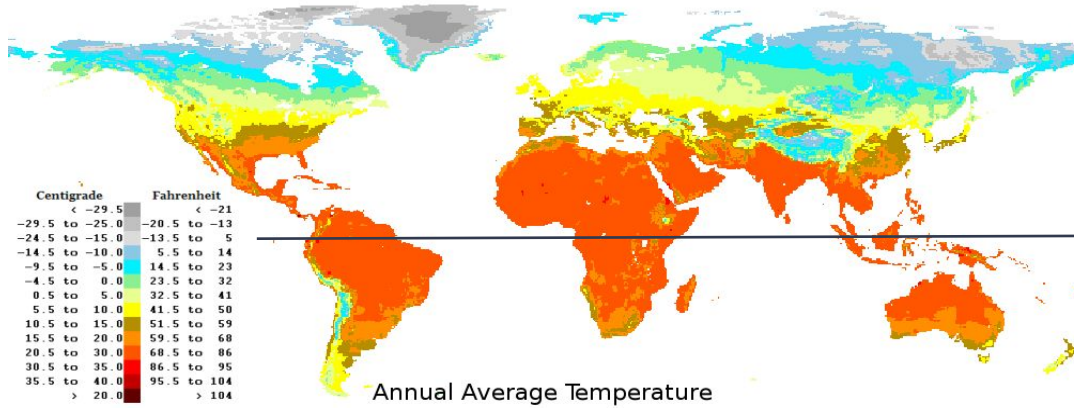 Centigrade Fahrenheit
< -29.5 < -21
-29.5 to -25.0 -20.5 to -13
-24.5 to -15.0 -13.5 to 5
-14.5 to -10.0 5.5 to 14
-9.5 to -5.0 14.5 to 23
-4.5 to 0.0 23.5 to 32
0.5 to 5.0 32.5 to 41
5.5 to 10.0 41.5 to 50
10.5 to 15.0 51.5 to 59
15.5 to 20.0 59.5 to 68
20.5 to 30.0 68.5 to 86
30.5 to 35.0 86.5 to 95
35.5 to 40.0 95.5 to 104
> 20.0 > 104
Annual Average Temperature